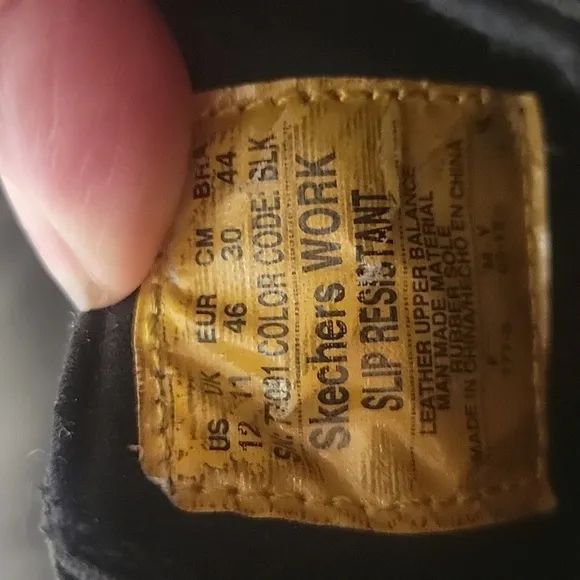 US UK EUR CM BRA
12 11 46 30 44
COLOR CODE: BLK
Skechers WORK
SLIP RESISTANT
LEATHER UPPER BALANCE
MAN MADE MATERIAL
RUBBER SOLE
MADE IN CHINA/HECHO EN CHINA